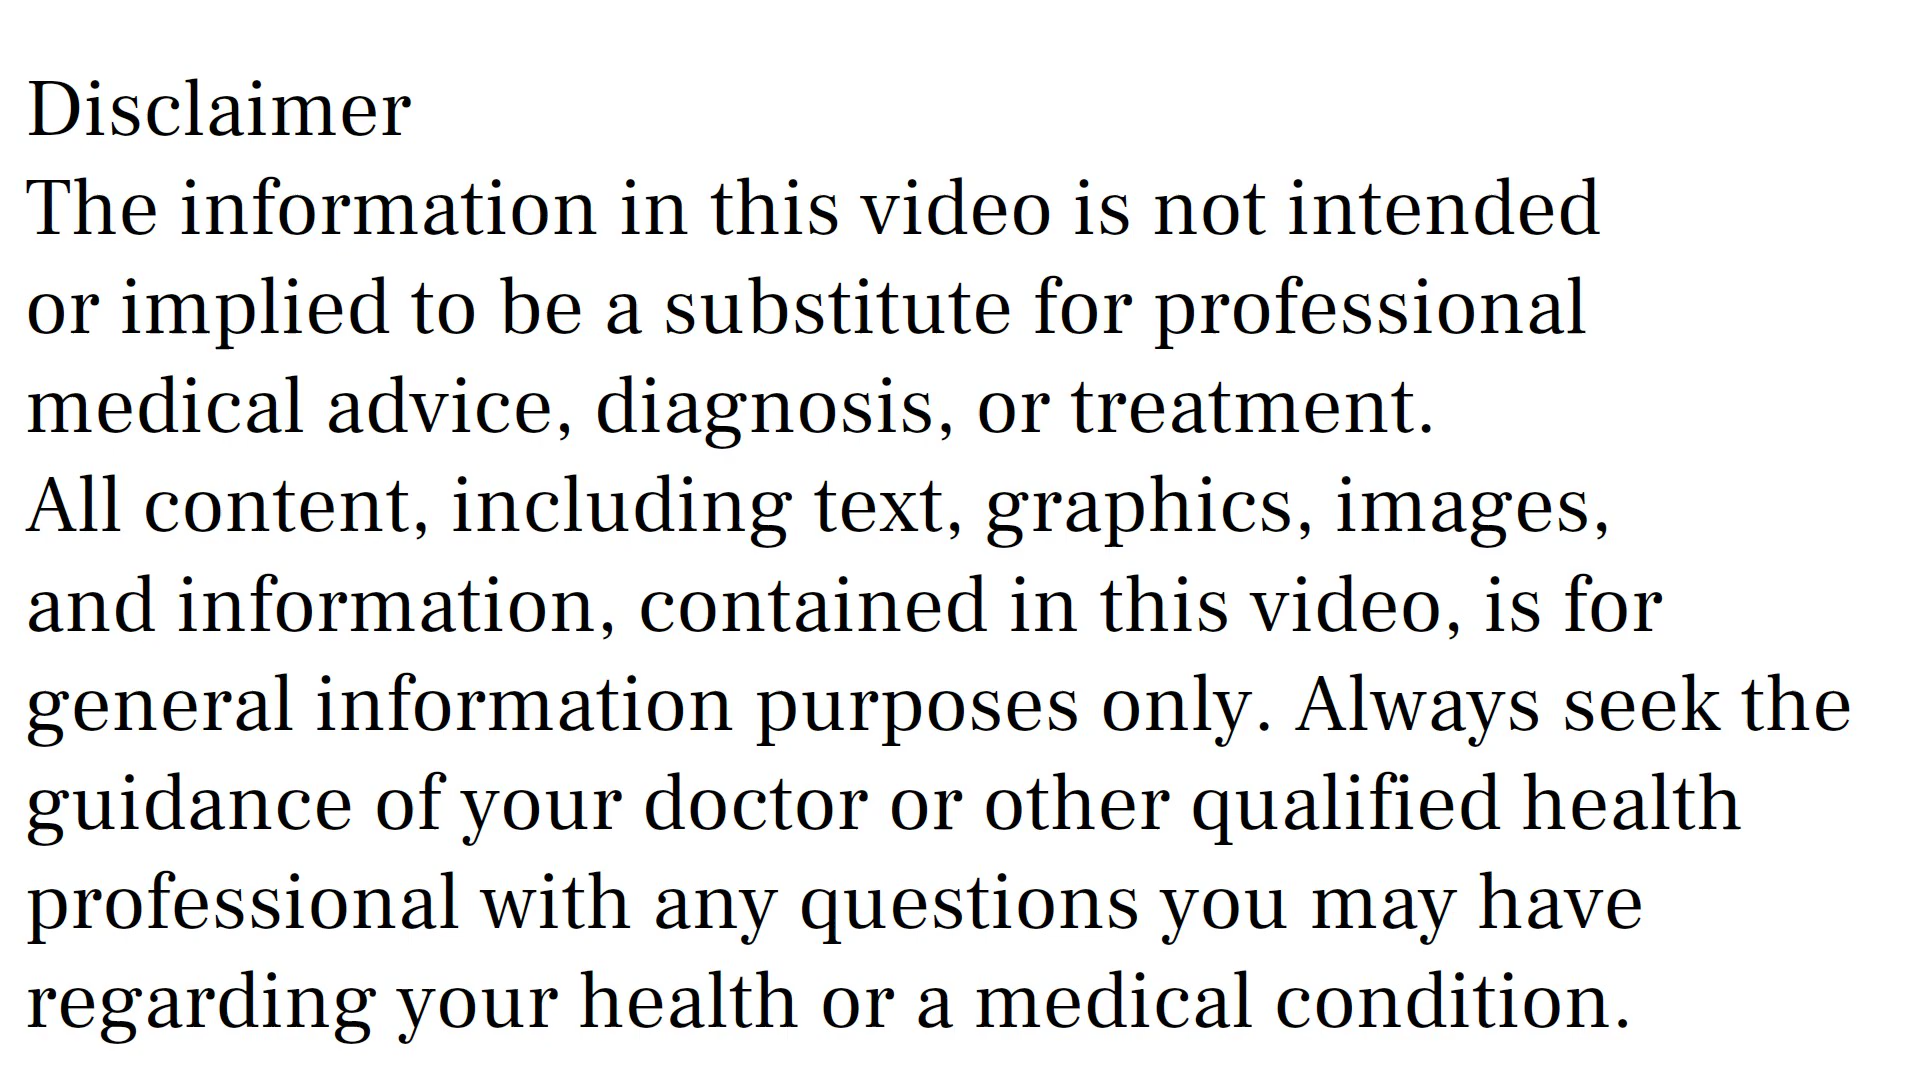 Disclaimer
The information in this video is not intended
or implied to be a substitute for professional
medical advice, diagnosis, or treatment.
All content, including text, graphics, images,
and information, contained in this video, is for
general information purposes only. Always seek the
guidance of your doctor or other qualified health
professional with any questions you may have
regarding your health or a medical condition.